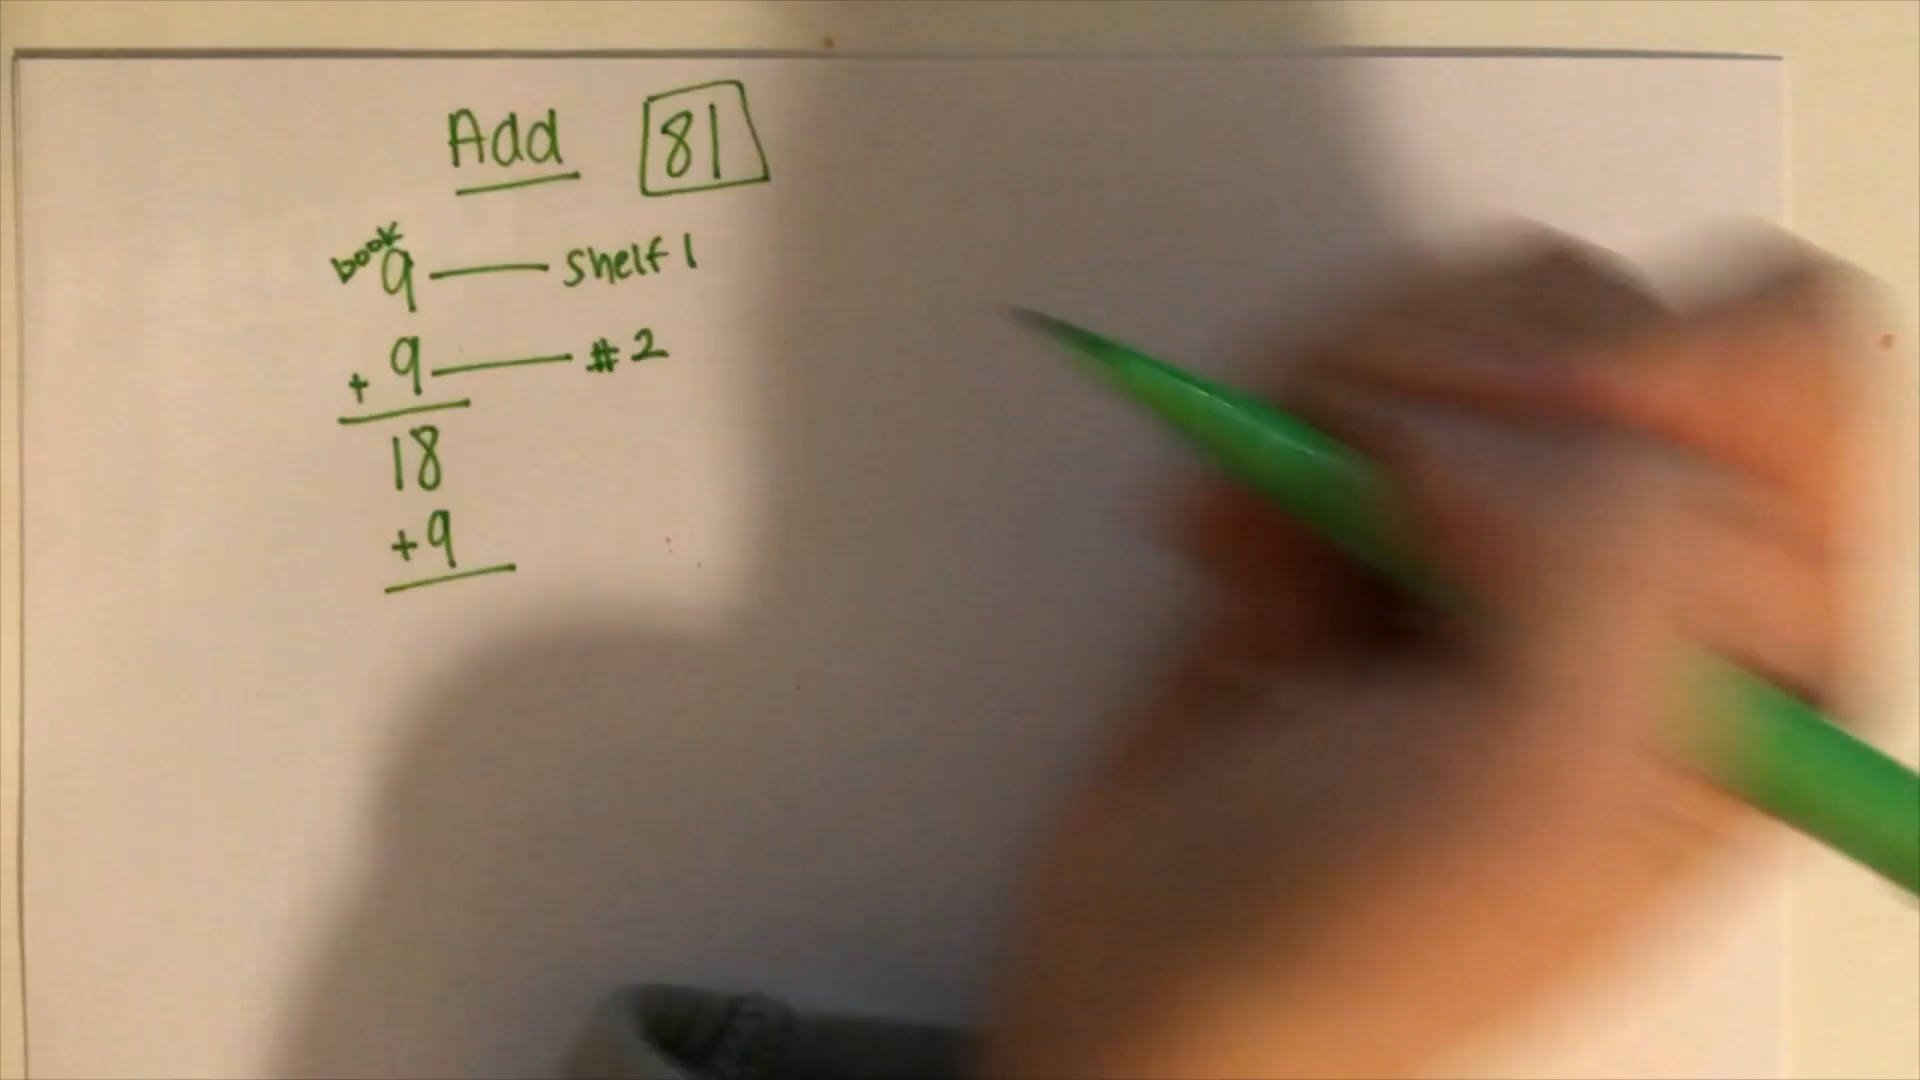 Add 81
book
9 — Shelf 1
+ 9 — # 2
18
+9